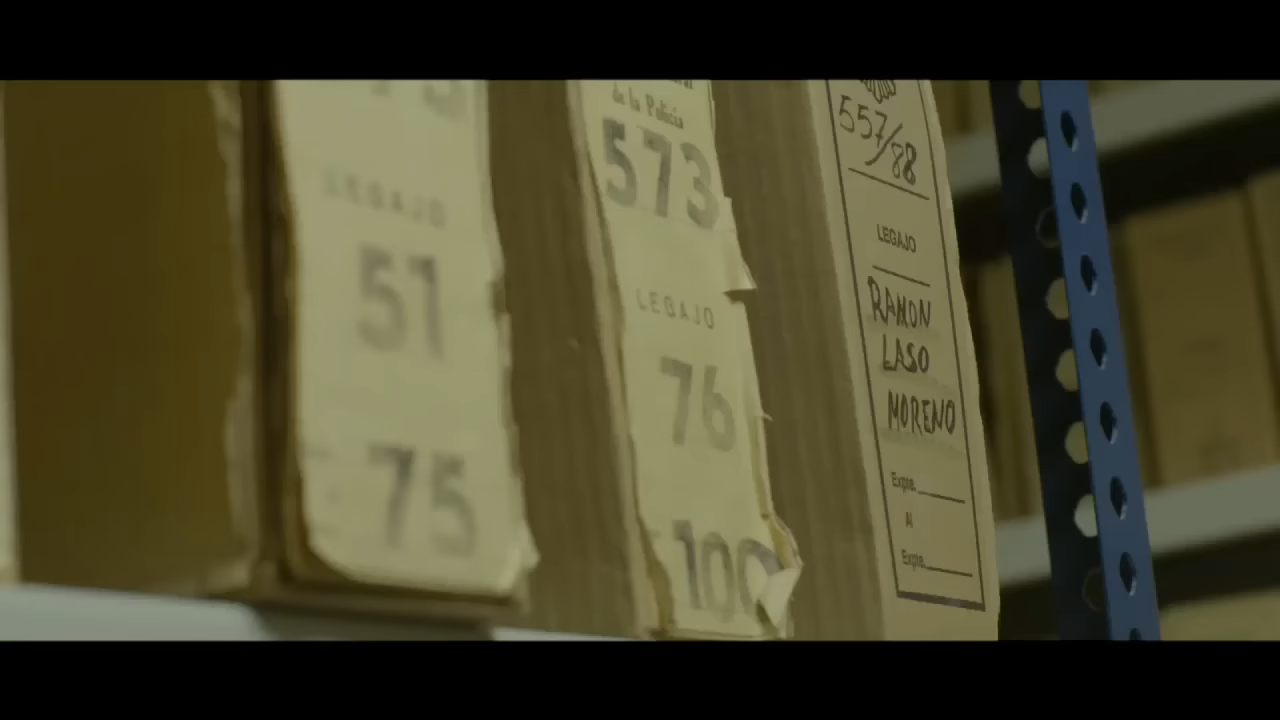 LEGAJO
51
75
de la Policía
573
LEGAJO
76
100
557/88
LEGAJO
RAMON
LASO
MORENO
Expte.
Al
Expte.